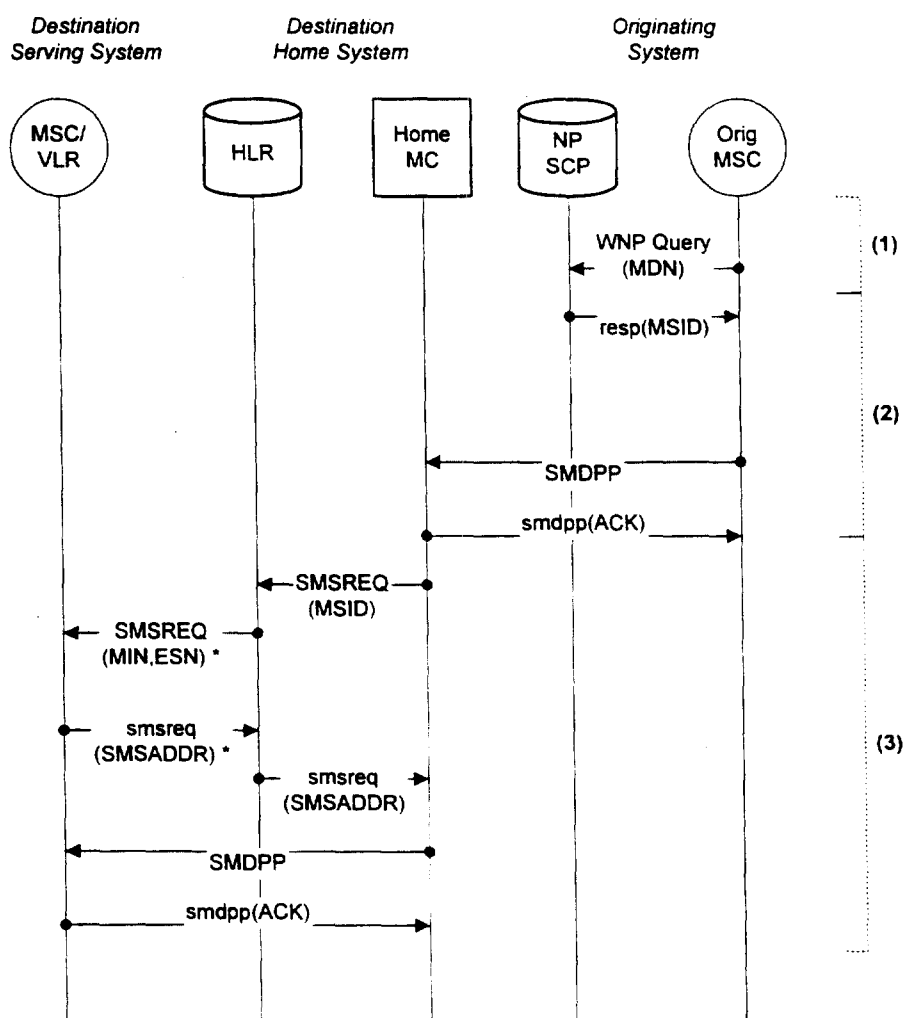 Destination
Serving System
Destination
Home System
Originating
System
MSC/
VLR
HLR
Home
MC
NP
SCP
Orig
MSC
WNP Query
(MDN)
(1)
resp(MSID)
(2)
SMDPP
smdpp(ACK)
SMSREQ
(MSID)
SMSREQ
(MIN,ESN) *
smsreq
(SMSADDR) *
(3)
smsreq
(SMSADDR)
SMDPP
smdpp(ACK)